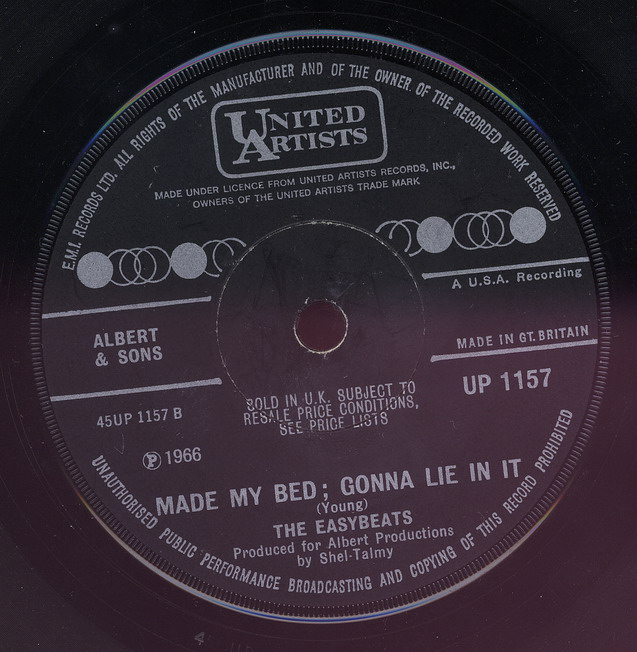 E.M.I. RECORDS LTD. ALL RIGHTS OF THE MANUFACTURER AND OF THE OWNER OF THE RECORDED WORK RESERVED
UNITED
ARTISTS
MADE UNDER LICENCE FROM UNITED ARTISTS RECORDS, INC.,
OWNERS OF THE UNITED ARTISTS TRADE MARK
A U.S.A. Recording
ALBERT
& SONS
MADE IN GT. BRITAIN
UP 1157
45UP 1157 B
SOLD IN U.K. SUBJECT TO
RESALE PRICE CONDITIONS,
SEE PRICE LISTS
Ⓟ 1966
MADE MY BED; GONNA LIE IN IT
(Young)
THE EASYBEATS
Produced for Albert Productions
by Shel-Talmy
UNAUTHORISED PUBLIC PERFORMANCE BROADCASTING AND COPYING OF THIS RECORD PROHIBITED
4